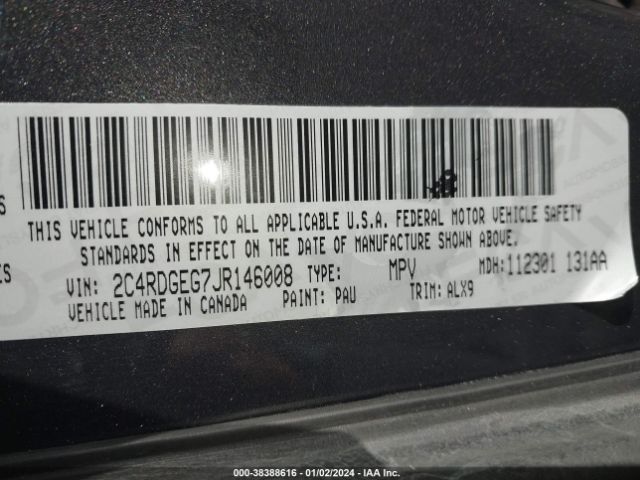 S
THIS VEHICLE CONFORMS TO ALL APPLICABLE U.S.A. FEDERAL MOTOR VEHICLE SAFETY
STANDARDS IN EFFECT ON THE DATE OF MANUFACTURE SHOWN ABOVE.
ES
VIN: 2C4RDGEG7JR146008 TYPE: MPV MDH: 112301 131AA
VEHICLE MADE IN CANADA PAINT: PAU TRIM: ALX9
000-38388616 - 01/02/2024 - IAA Inc.